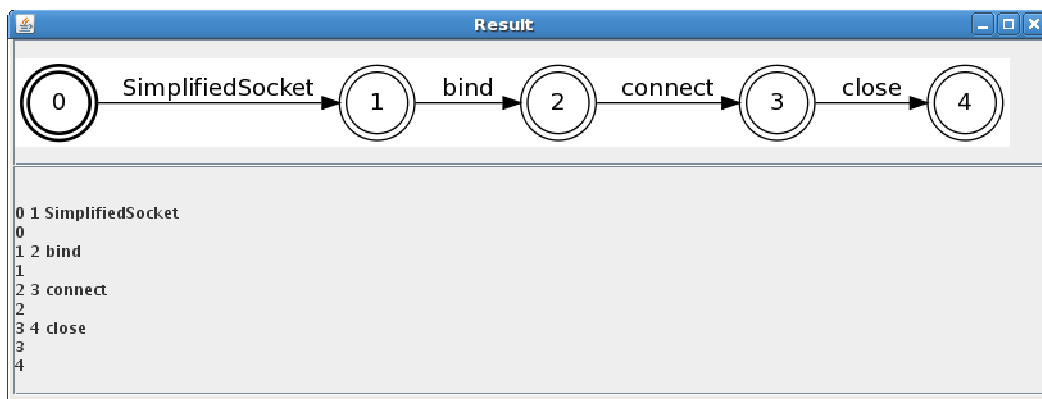 Result
0 SimplifiedSocket 1 bind 2 connect 3 close 4
0 1 SimplifiedSocket
0
1 2 bind
1
2 3 connect
2
3 4 close
3
4